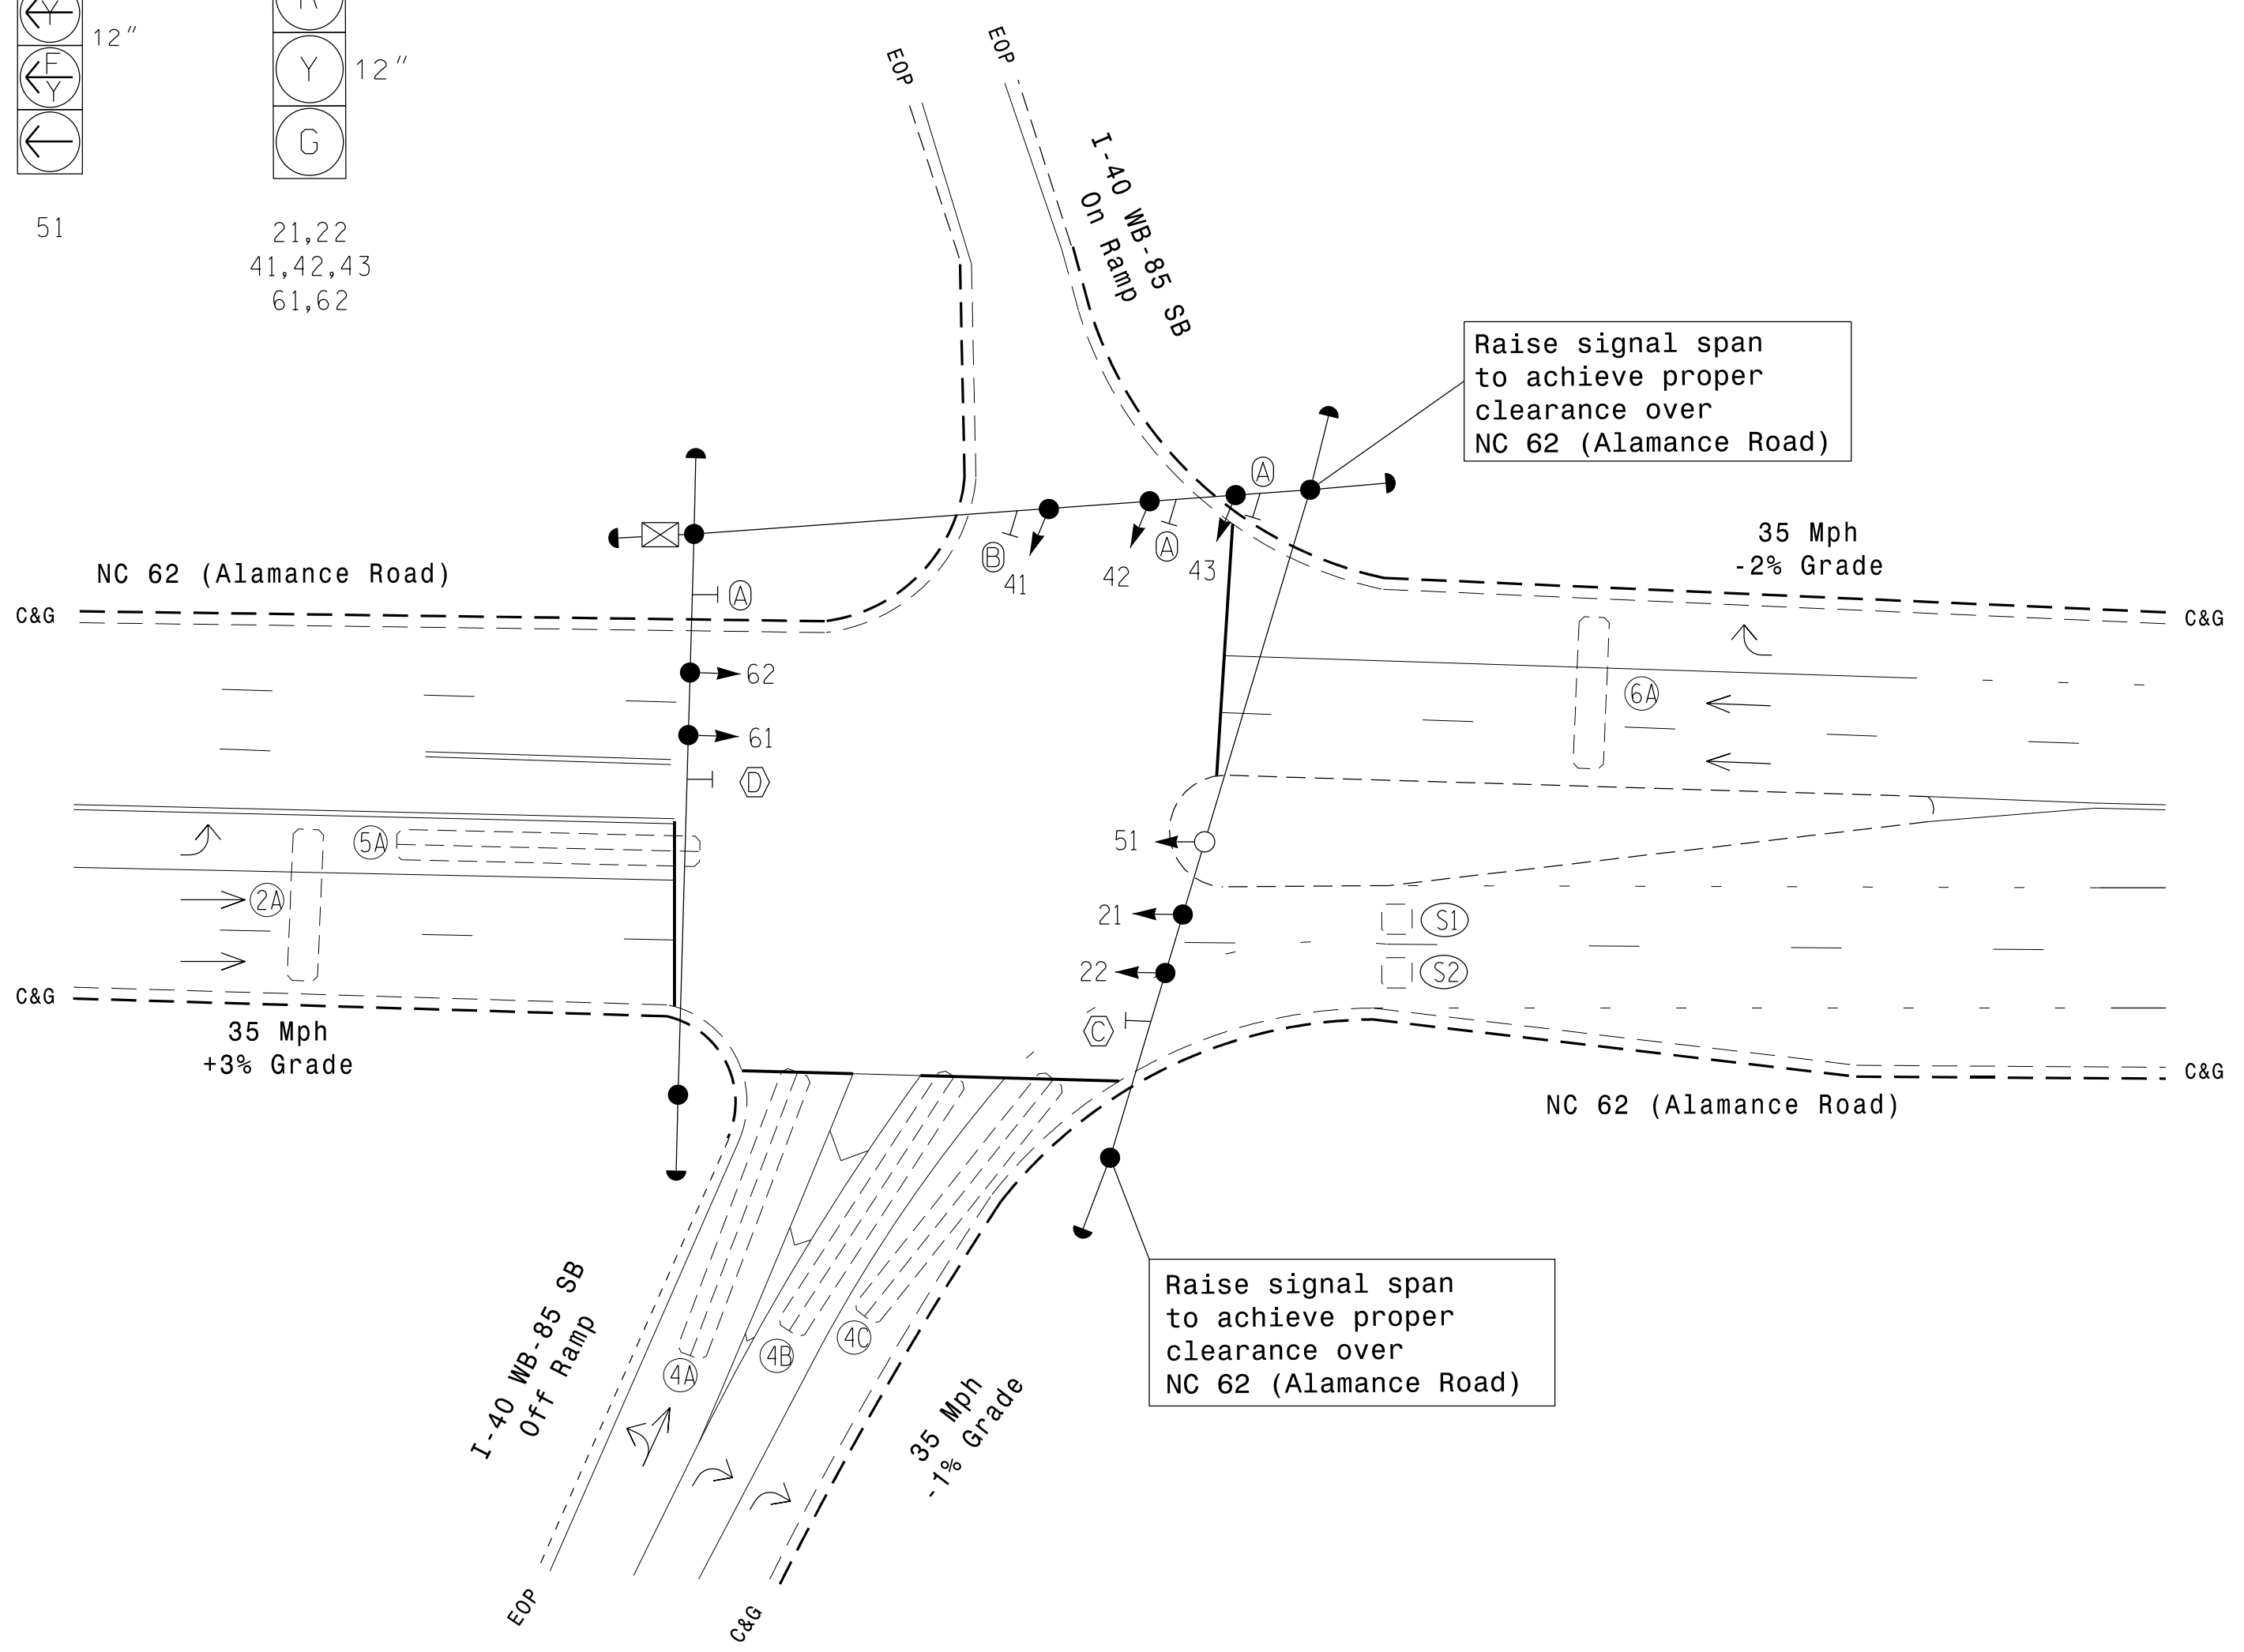 Y
12"
F
Y
51
R
Y
12"
G
21,22
41,42,43
61,62
EOP
EOP
I-40 WB-85 SB
On Ramp
Raise signal span
to achieve proper
clearance over
NC 62 (Alamance Road)
A
B
41
42
A
43
35 Mph
-2% Grade
NC 62 (Alamance Road)
A
C&G
C&G
62
61
D
6A
51
5A
2A
21
S1
22
S2
C
C&G
35 Mph
+3% Grade
C&G
NC 62 (Alamance Road)
I-40 WB-85 SB
Off Ramp
4A
4B
4C
35 Mph
-1% Grade
Raise signal span
to achieve proper
clearance over
NC 62 (Alamance Road)
EOP
C&G